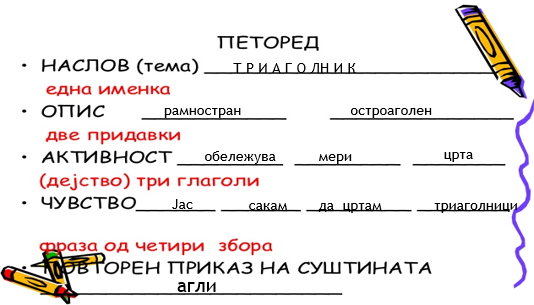 ПЕТОРЕД
• НАСЛОВ (тема) Т Р И А Г О Л Н И К
една именка
• ОПИС рамностран остроаголен
две придавки
• АКТИВНОСТ обележува мери црта
(дејство) три глаголи
• ЧУВСТВО Јас сакам да цртам триаголници
фраза од четири збора
• ПОВТОРЕН ПРИКАЗ НА СУШТИНАТА
агли